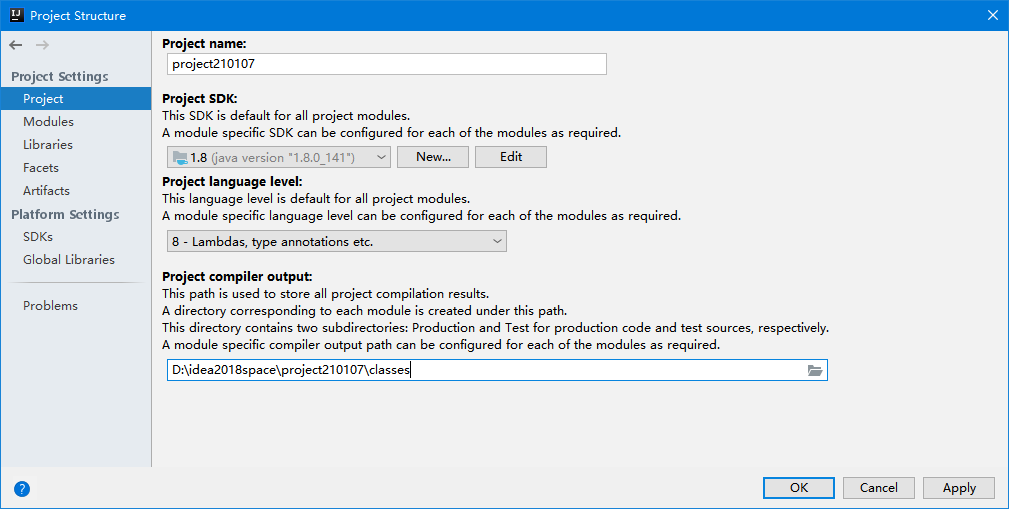 Project Structure
Project Settings
Project
Modules
Libraries
Facets
Artifacts
Platform Settings
SDKs
Global Libraries
Problems
Project name:
project210107
Project SDK:
This SDK is default for all project modules.
A module specific SDK can be configured for each of the modules as required.
1.8 (java version "1.8.0_141")
New...
Edit
Project language level:
This language level is default for all project modules.
A module specific language level can be configured for each of the modules as required.
8 - Lambdas, type annotations etc.
Project compiler output:
This path is used to store all project compilation results.
A directory corresponding to each module is created under this path.
This directory contains two subdirectories: Production and Test for production code and test sources, respectively.
A module specific compiler output path can be configured for each of the modules as required.
D:\idea2018space\project210107\classes
?
OK
Cancel
Apply